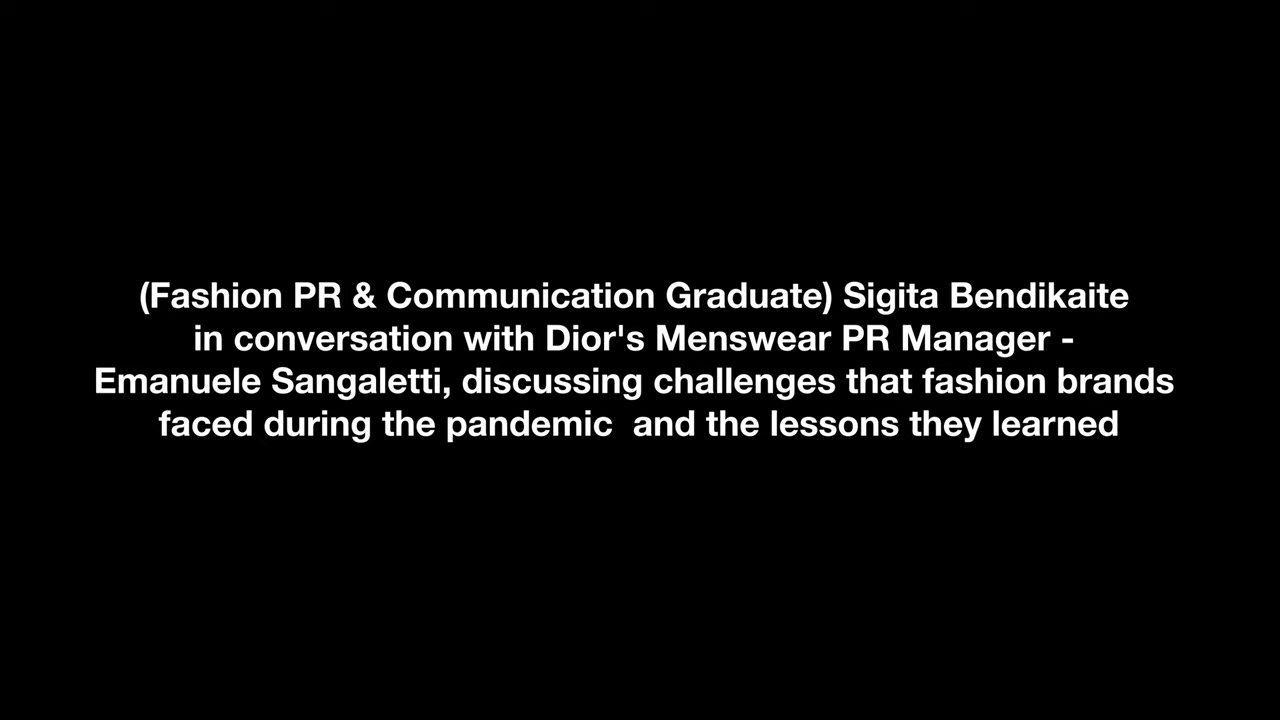 (Fashion PR & Communication Graduate) Sigita Bendikaite
in conversation with Dior's Menswear PR Manager -
Emanuele Sangaletti, discussing challenges that fashion brands
faced during the pandemic  and the lessons they learned